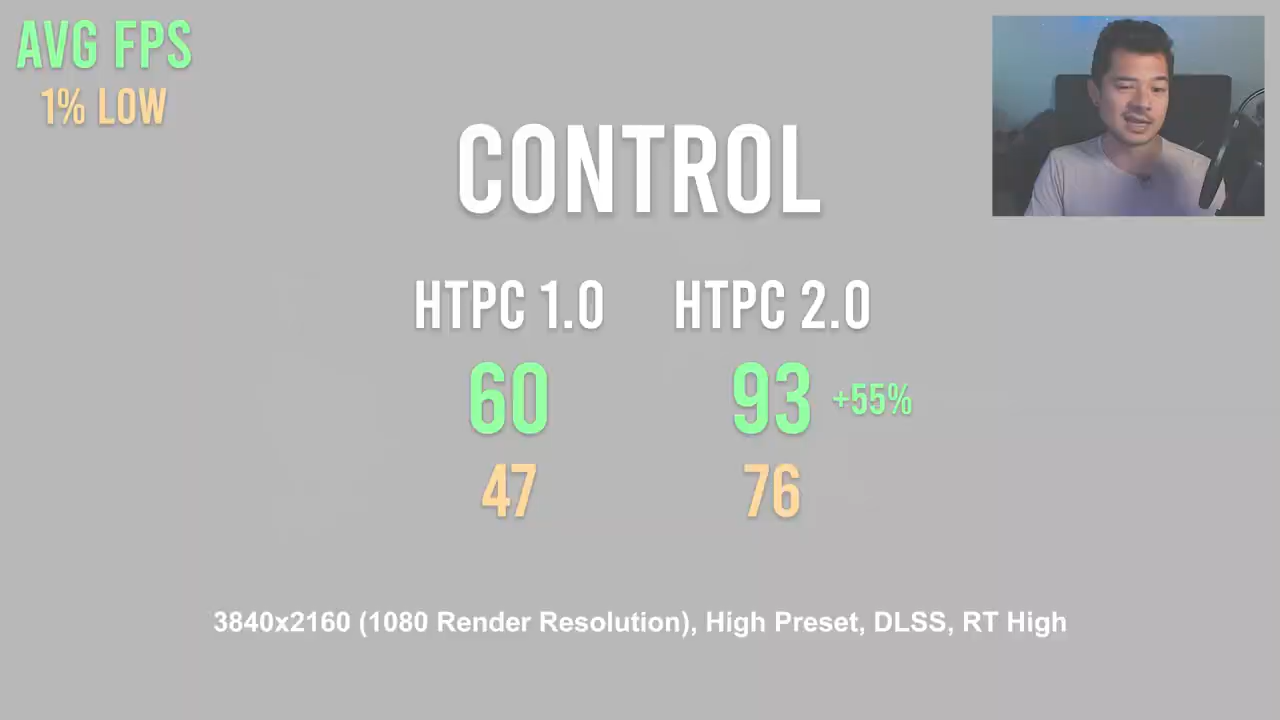 AVG FPS
1% LOW
CONTROL
HTPC 1.0 HTPC 2.0
60 93 +55%
47 76
3840x2160 (1080 Render Resolution), High Preset, DLSS, RT High